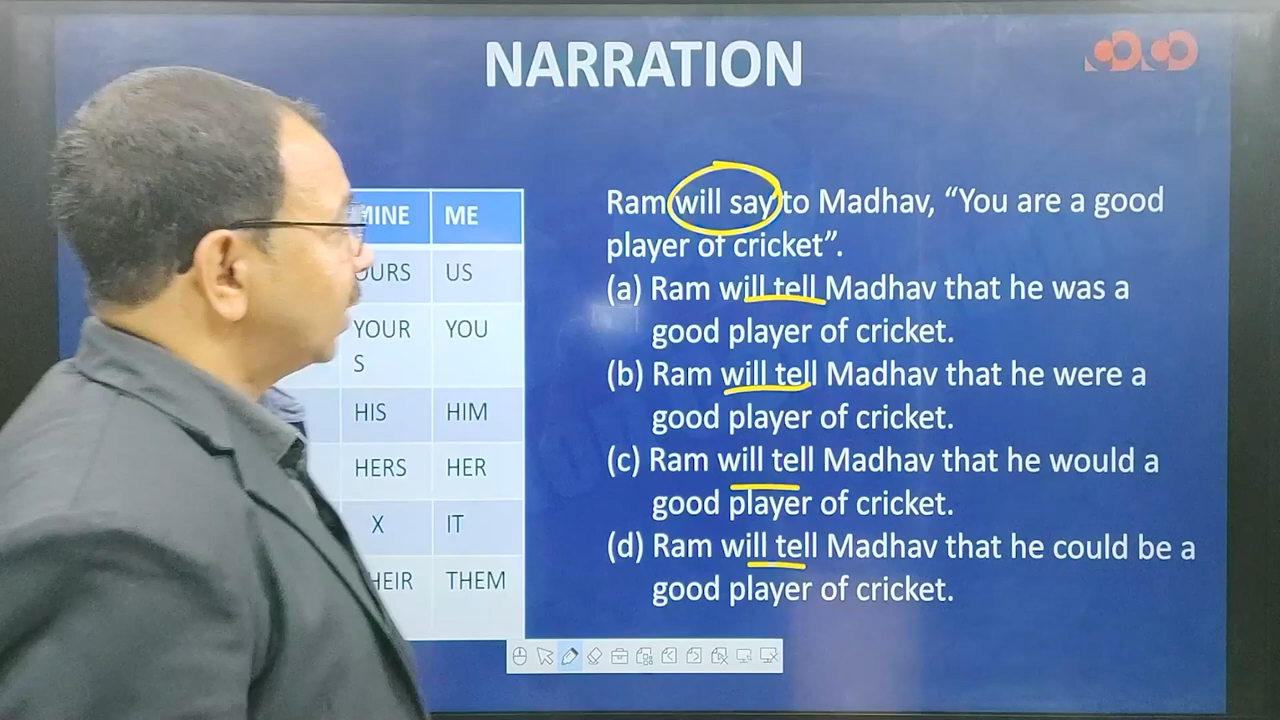 NARRATION
MINE ME
OURS US
YOUR YOU
S
HIS HIM
HERS HER
X IT
THEIR THEM
Ram will say to Madhav, “You are a good
player of cricket”.
(a) Ram will tell Madhav that he was a
good player of cricket.
(b) Ram will tell Madhav that he were a
good player of cricket.
(c) Ram will tell Madhav that he would a
good player of cricket.
(d) Ram will tell Madhav that he could be a
good player of cricket.